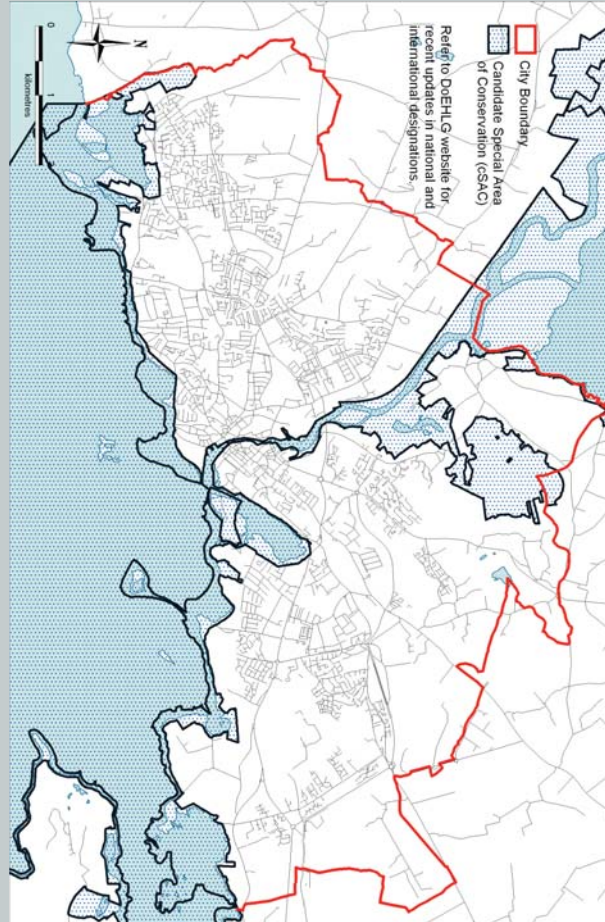 City Boundary
Candidate Special Area
of Conservation (cSAC)
Refer to DoEHLG website for
recent updates in national and
international designations.
N
0 1
kilometres